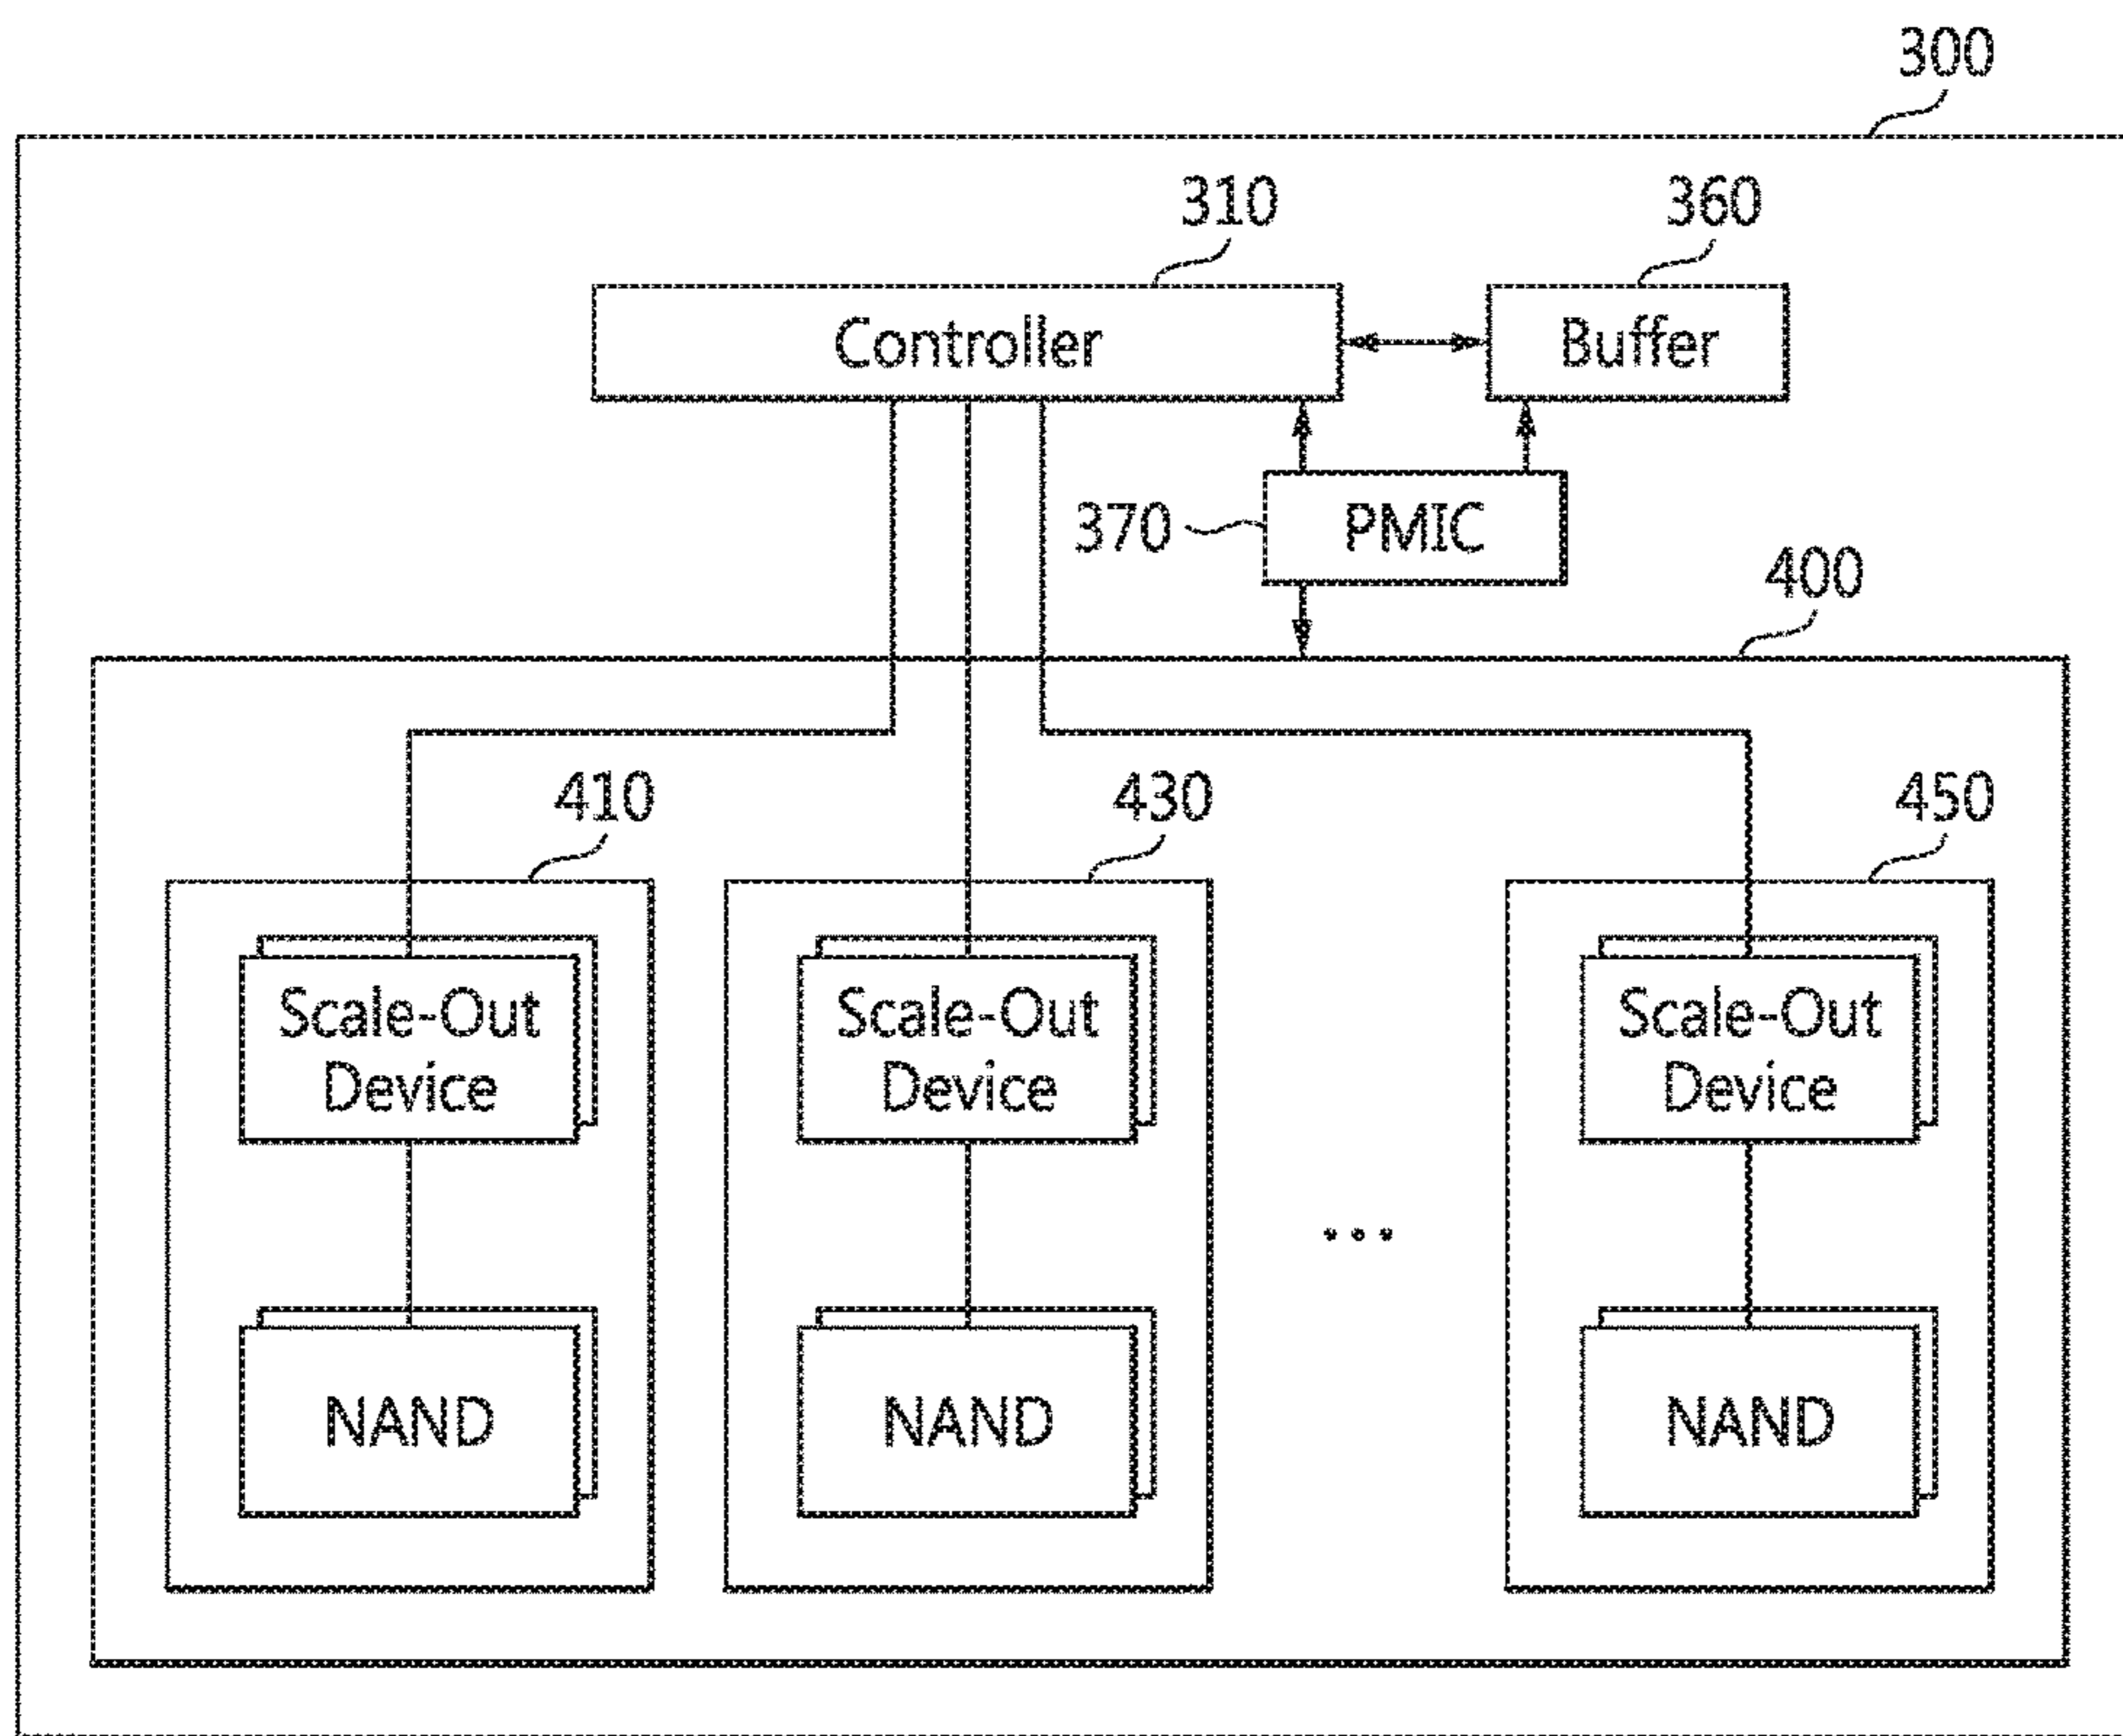 300
310
360
Controller
Buffer
370
PMIC
400
410
430
450
Scale-Out
Device
Scale-Out
Device
Scale-Out
Device
...
NAND
NAND
NAND